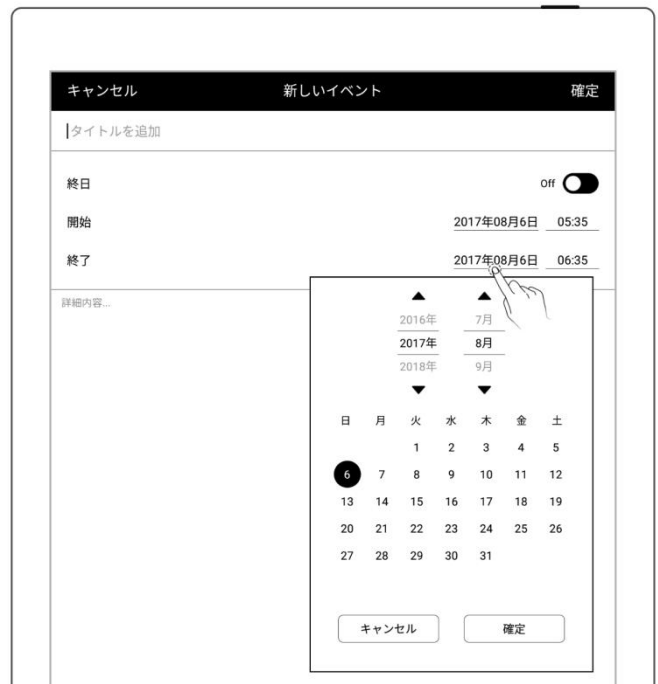 キャンセル 新しいイベント 確定
タイトルを追加
終日 Off
開始 2017年08月6日 05:35
終了 2017年08月6日 06:35
詳細内容...
2016年 7月
2017年 8月
2018年 9月
日 月 火 水 木 金 土
1 2 3 4 5
6 7 8 9 10 11 12
13 14 15 16 17 18 19
20 21 22 23 24 25 26
27 28 29 30 31
キャンセル 確定